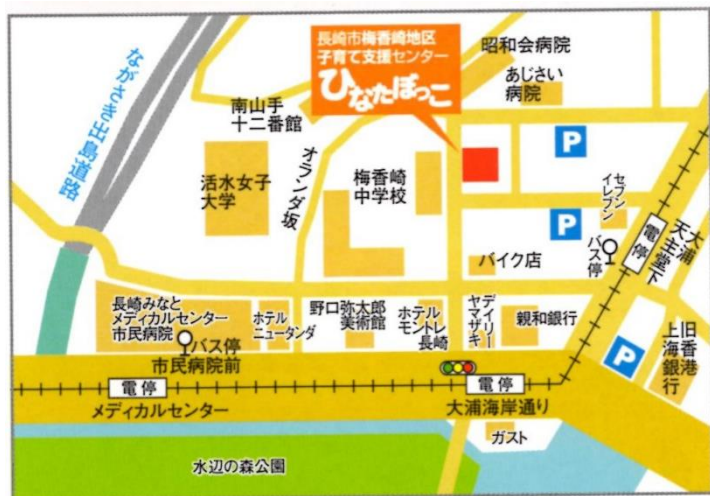 長崎市梅香崎地区
子育て支援センター
ひなたぼっこ
昭和会病院
あじさい
病院
ながさき出島道路
南山手
十二番館
オランダ坂
活水女子
大学
梅香崎
中学校
P
セブン
イレブン
P
バス停
電停
大浦
天主堂下
バイク店
長崎みなと
メディカルセンター
市民病院
ホテル
ニュータンダ
野口弥太郎
美術館
ホテル
モントレ
長崎
デイリー
ヤマザキ
親和銀行
P
旧香港
上海銀行
バス停
市民病院前
電停
メディカルセンター
電停
大浦海岸通り
ガスト
水辺の森公園